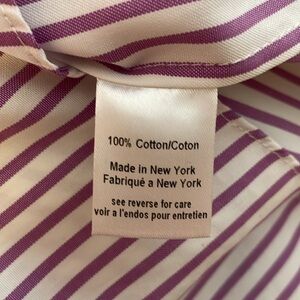 100% Cotton/Coton
Made in New York
Fabriqué a New York
see reverse for care
voir a l'endos pour entretien